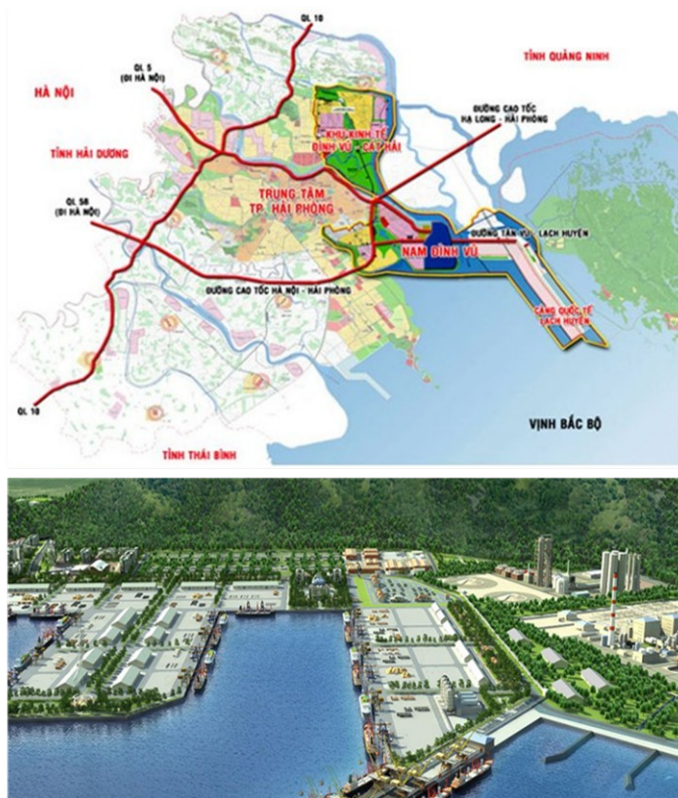 QL 10
QL 5
(ĐI HÀ NỘI)
TỈNH QUẢNG NINH
HÀ NỘI
ĐƯỜNG CAO TỐC
HẠ LONG - HẢI PHÒNG
KHU KINH TẾ
ĐÌNH VŨ - CÁT HẢI
TỈNH HẢI DƯƠNG
TRUNG TÂM
TP. HẢI PHÒNG
QL 5B
(ĐI HÀ NỘI)
ĐƯỜNG TÂN VŨ - LẠCH HUYỆN
NAM ĐÌNH VŨ
ĐƯỜNG CAO TỐC HÀ NỘI - HẢI PHÒNG
CẢNG QUỐC TẾ
LẠCH HUYỆN
QL 10
VỊNH BẮC BỘ
TỈNH THÁI BÌNH